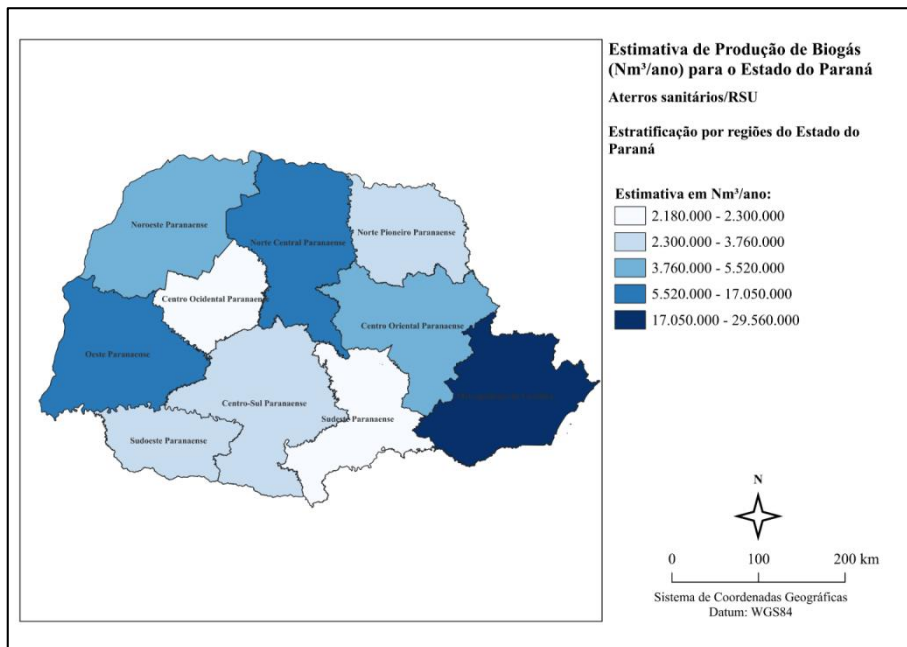 Estimativa de Produção de Biogás
(Nm³/ano) para o Estado do Paraná
Aterros sanitários/RSU
Estratificação por regiões do Estado do
Paraná
Estimativa em Nm³/ano:
2.180.000 - 2.300.000
2.300.000 - 3.760.000
3.760.000 - 5.520.000
5.520.000 - 17.050.000
17.050.000 - 29.560.000
Noroeste Paranaense
Norte Central Paranaense
Norte Pioneiro Paranaense
Centro Ocidental Paranaense
Centro Oriental Paranaense
Oeste Paranaense
Centro-Sul Paranaense
Sudeste Paranaense
Sudoeste Paranaense
N
0 100 200 km
Sistema de Coordenadas Geográficas
Datum: WGS84